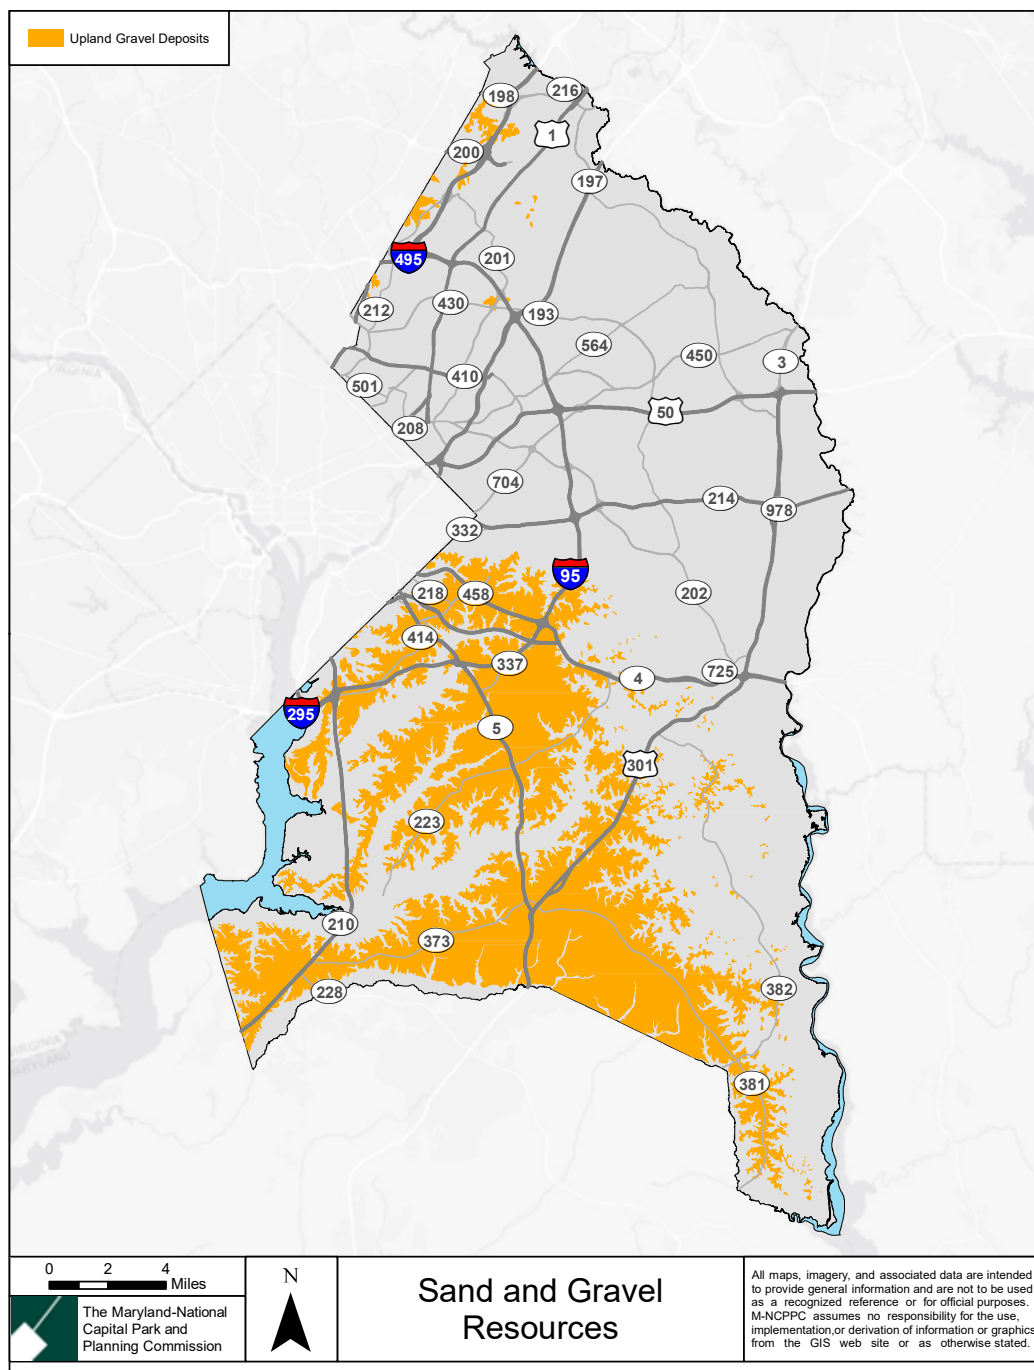 Upland Gravel Deposits
198
216
1
200
197
495
201
212
430
193
564
450
3
501
410
50
208
704
214
978
332
95
218
458
202
414
337
4
725
295
5
301
223
210
373
228
382
381
VIRGINIA
VIRGINIA
MARYLAND
0 2 4
Miles
The Maryland-National
Capital Park and
Planning Commission
N
Sand and Gravel
Resources
All maps, imagery, and associated data are intended
to provide general information and are not to be used
as a recognized reference or for official purposes.
M-NCPPC assumes no responsibility for the use,
implementation,or derivation of information or graphics
from the GIS web site or as otherwise stated.